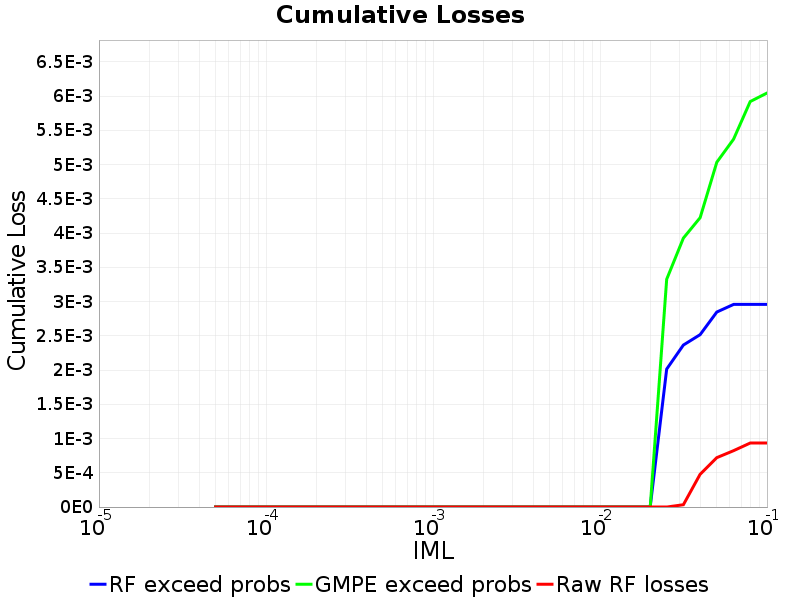 Cumulative Losses
Cumulative Loss
6.5E-3
6E-3
5.5E-3
5E-3
4.5E-3
4E-3
3.5E-3
3E-3
2.5E-3
2E-3
1.5E-3
1E-3
5E-4
0E0
10-5 10-4 10-3 10-2 10-1
IML
RF exceed probs GMPE exceed probs Raw RF losses